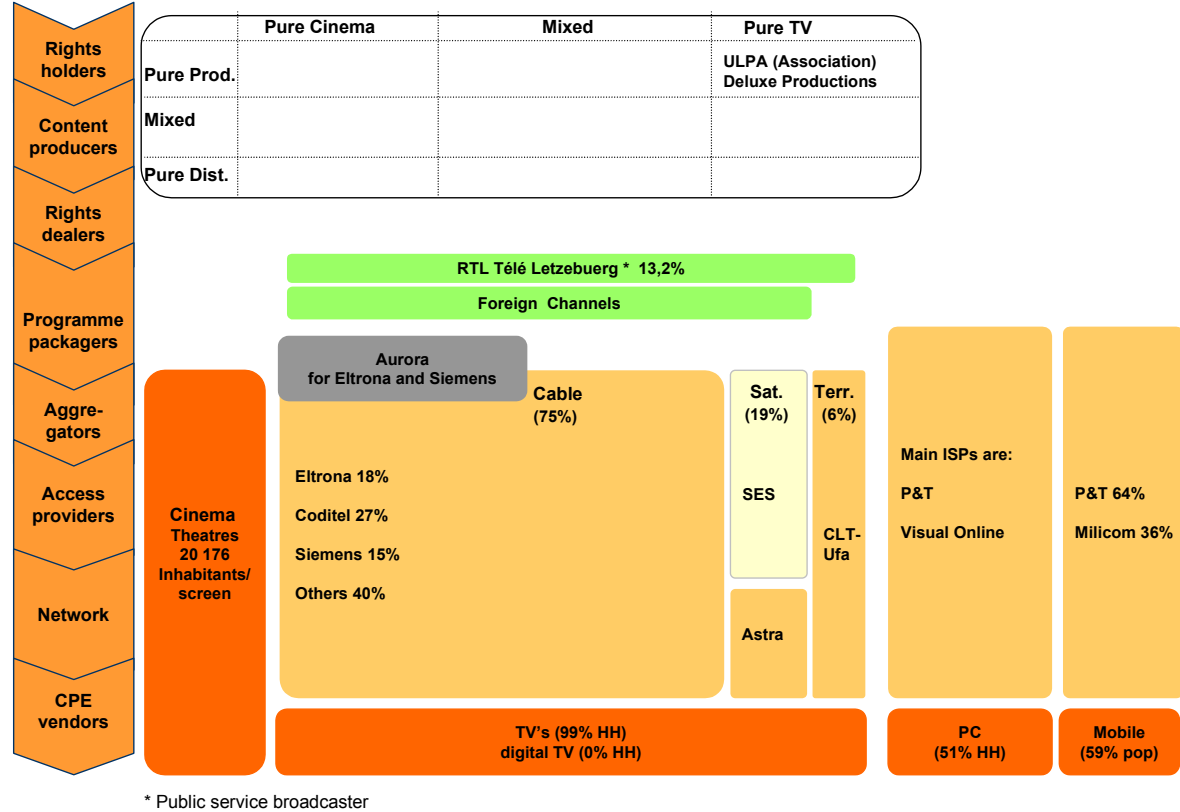 Rights
holders
Content
producers
Rights
dealers
Programme
packagers
Aggre-
gators
Access
providers
Network
CPE
vendors
Pure Cinema
Mixed
Pure TV
Pure Prod.
ULPA (Association)
Deluxe Productions
Mixed
Pure Dist.
RTL Télé Letzebuerg * 13,2%
Foreign Channels
Aurora
for Eltrona and Siemens
Cinema
Theatres
20 176
Inhabitants/
screen
Cable
(75%)
Eltrona 18%
Coditel 27%
Siemens 15%
Others 40%
Sat.
(19%)
SES
Astra
Terr.
(6%)
CLT-
Ufa
Main ISPs are:
P&T
Visual Online
P&T 64%
Milicom 36%
TV's (99% HH)
digital TV (0% HH)
PC
(51% HH)
Mobile
(59% pop)
* Public service broadcaster